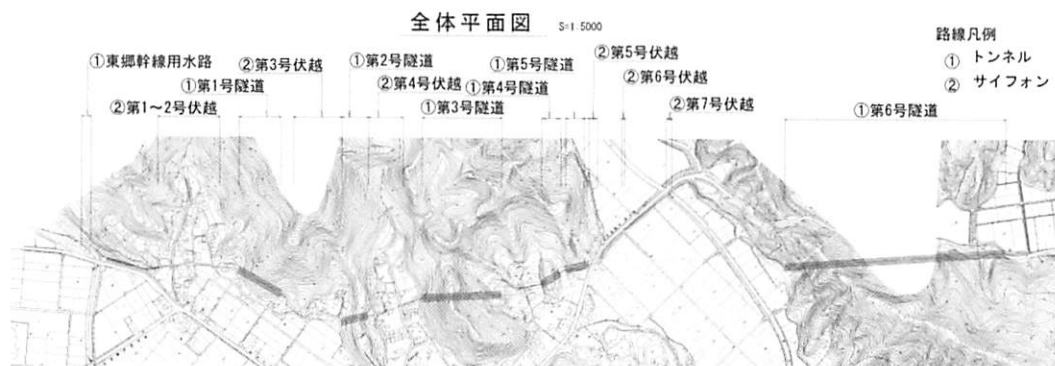 全体平面図 S=1:5000
路線凡例
① トンネル
② サイフォン
①東郷幹線用水路
②第3号伏越
①第2号隧道
①第5号隧道
②第5号伏越
①第1号隧道
②第4号伏越
①第4号隧道
②第6号伏越
②第1～2号伏越
①第3号隧道
②第7号伏越
①第6号隧道